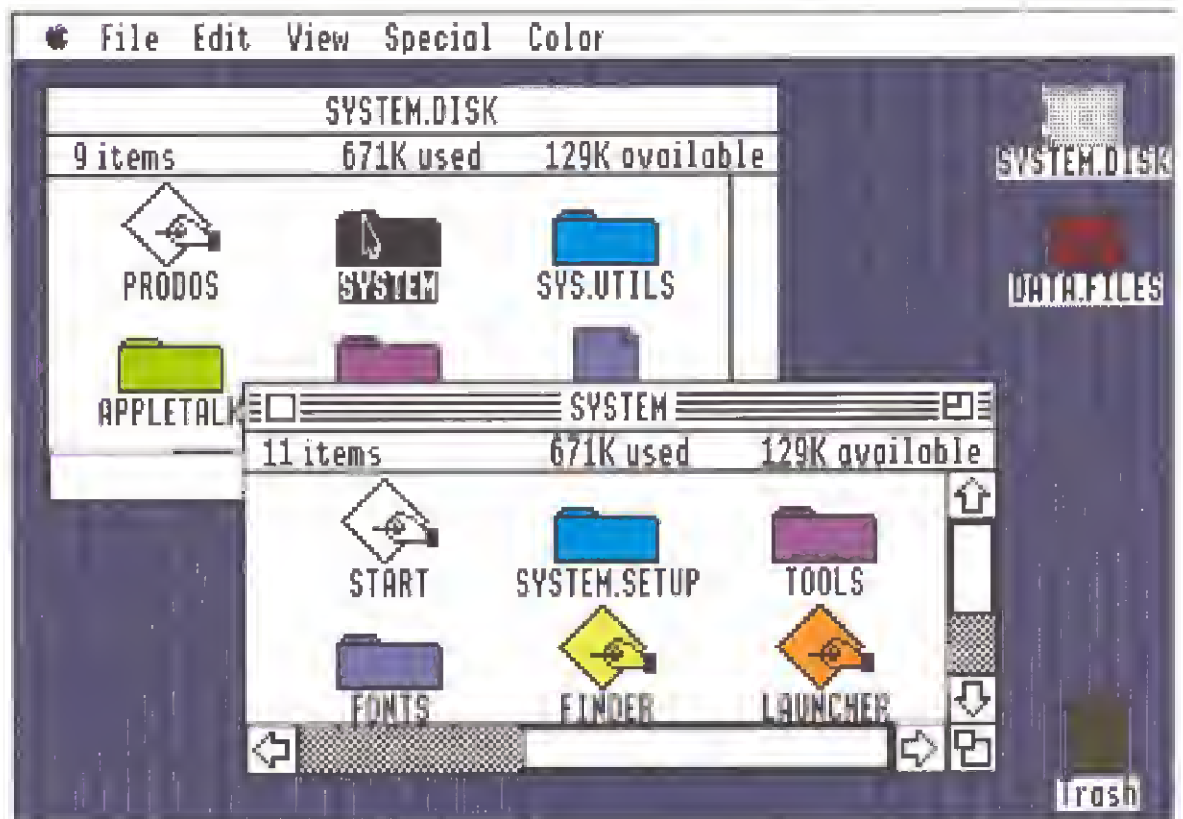 File Edit View Special Color
SYSTEM.DISK
9 items 671K used 129K available
PRODOS SYSTEM SYS.UTILS
APPLETALK
SYSTEM
11 items 671K used 129K available
START SYSTEM.SETUP TOOLS
FONTS FINDER LAUNCHER
SYSTEM.DISK
DATA.FILES
Trash